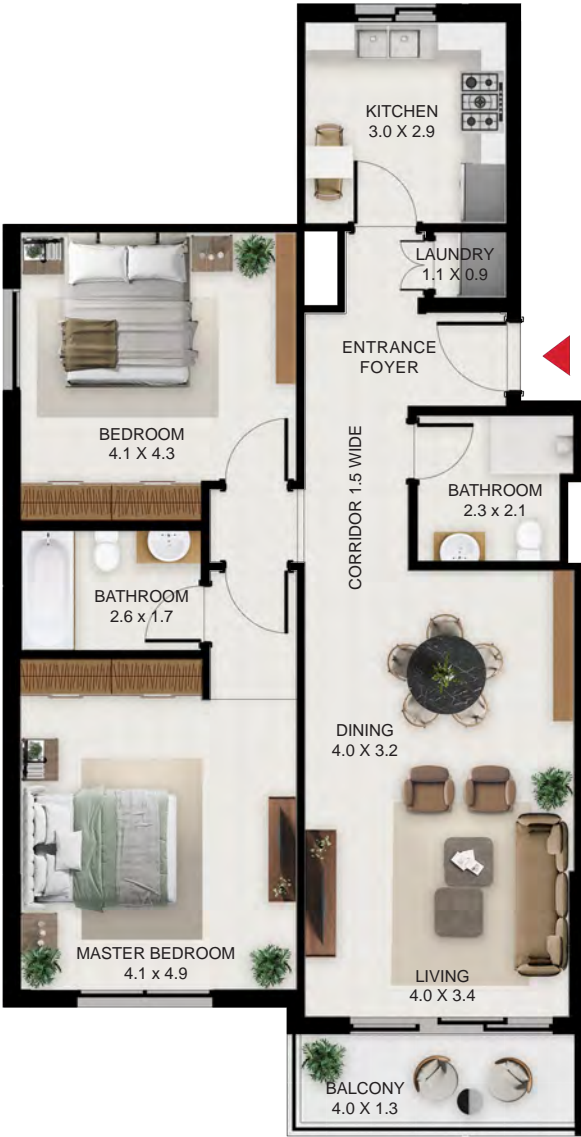 KITCHEN
3.0 X 2.9
LAUNDRY
1.1 X 0.9
ENTRANCE
FOYER
BEDROOM
4.1 X 4.3
CORRIDOR 1.5 WIDE
BATHROOM
2.3 x 2.1
BATHROOM
2.6 x 1.7
DINING
4.0 X 3.2
MASTER BEDROOM
4.1 x 4.9
LIVING
4.0 X 3.4
BALCONY
4.0 X 1.3